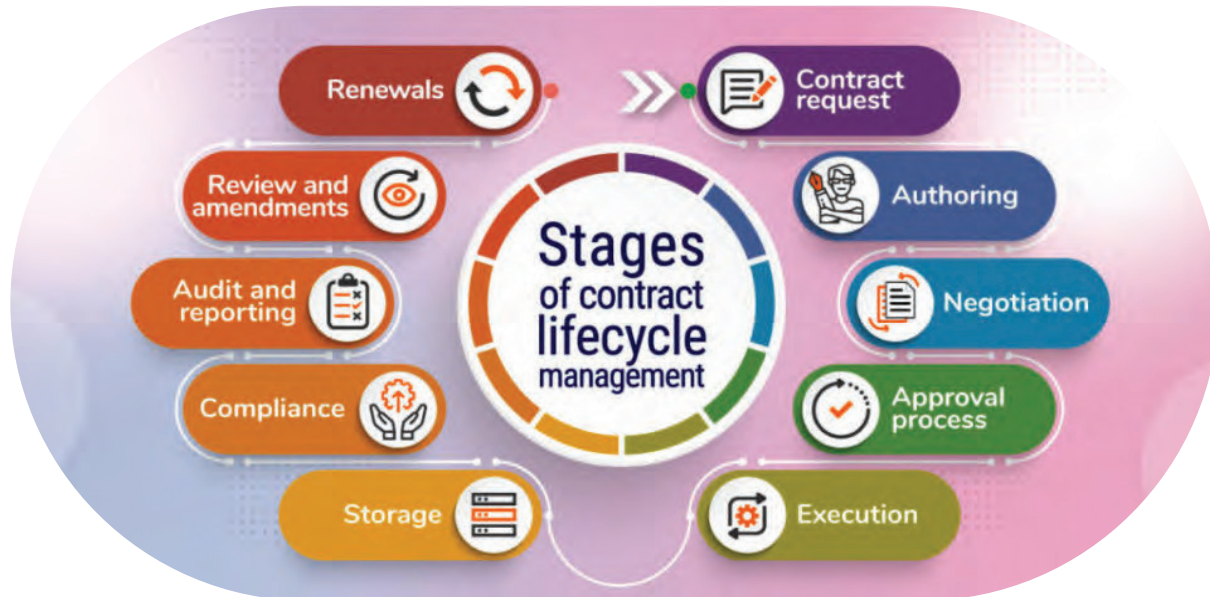 Stages
of contract
lifecycle
management
Contract
request
Authoring
Negotiation
Approval
process
Execution
Storage
Compliance
Audit and
reporting
Review and
amendments
Renewals